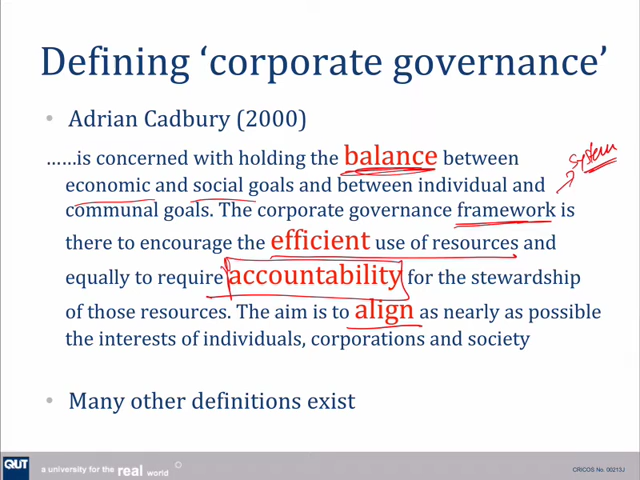 Defining ‘corporate governance’
• Adrian Cadbury (2000)
……is concerned with holding the balance between
system
economic and social goals and between individual and
communal goals. The corporate governance framework is
there to encourage the efficient use of resources and
equally to require accountability for the stewardship
of those resources. The aim is to align as nearly as possible
the interests of individuals, corporations and society
• Many other definitions exist
QUT
a university for the real world
CRICOS No. 00213J